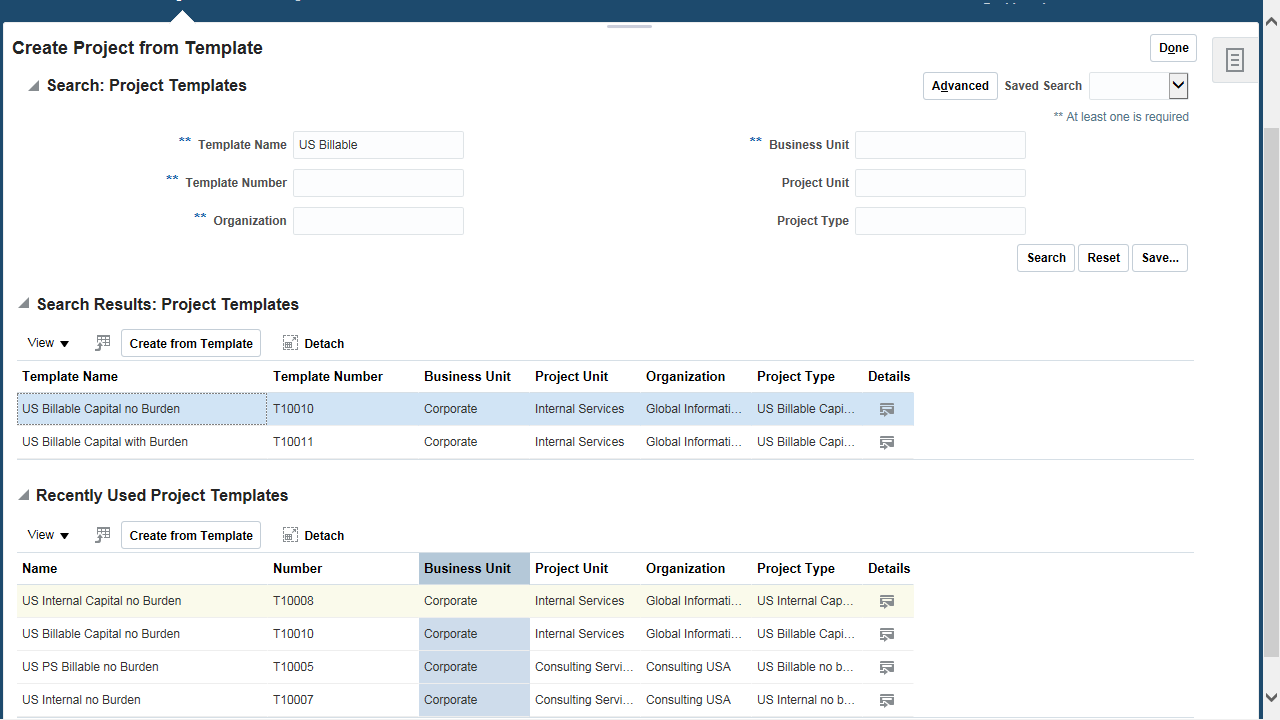 Create Project from Template
Done
Search: Project Templates
Advanced Saved Search
** At least one is required
** Template Name US Billable
** Business Unit
** Template Number
Project Unit
** Organization
Project Type
Search Reset Save...
Search Results: Project Templates
View Create from Template Detach
Template Name Template Number Business Unit Project Unit Organization Project Type Details
US Billable Capital no Burden T10010 Corporate Internal Services Global Informati... US Billable Capi...
US Billable Capital with Burden T10011 Corporate Internal Services Global Informati... US Billable Capi...
Recently Used Project Templates
View Create from Template Detach
Name Number Business Unit Project Unit Organization Project Type Details
US Internal Capital no Burden T10008 Corporate Internal Services Global Informati... US Internal Cap...
US Billable Capital no Burden T10010 Corporate Internal Services Global Informati... US Billable Capi...
US PS Billable no Burden T10005 Corporate Consulting Servi... Consulting USA US Billable no b...
US Internal no Burden T10007 Corporate Consulting Servi... Consulting USA US Internal no b...